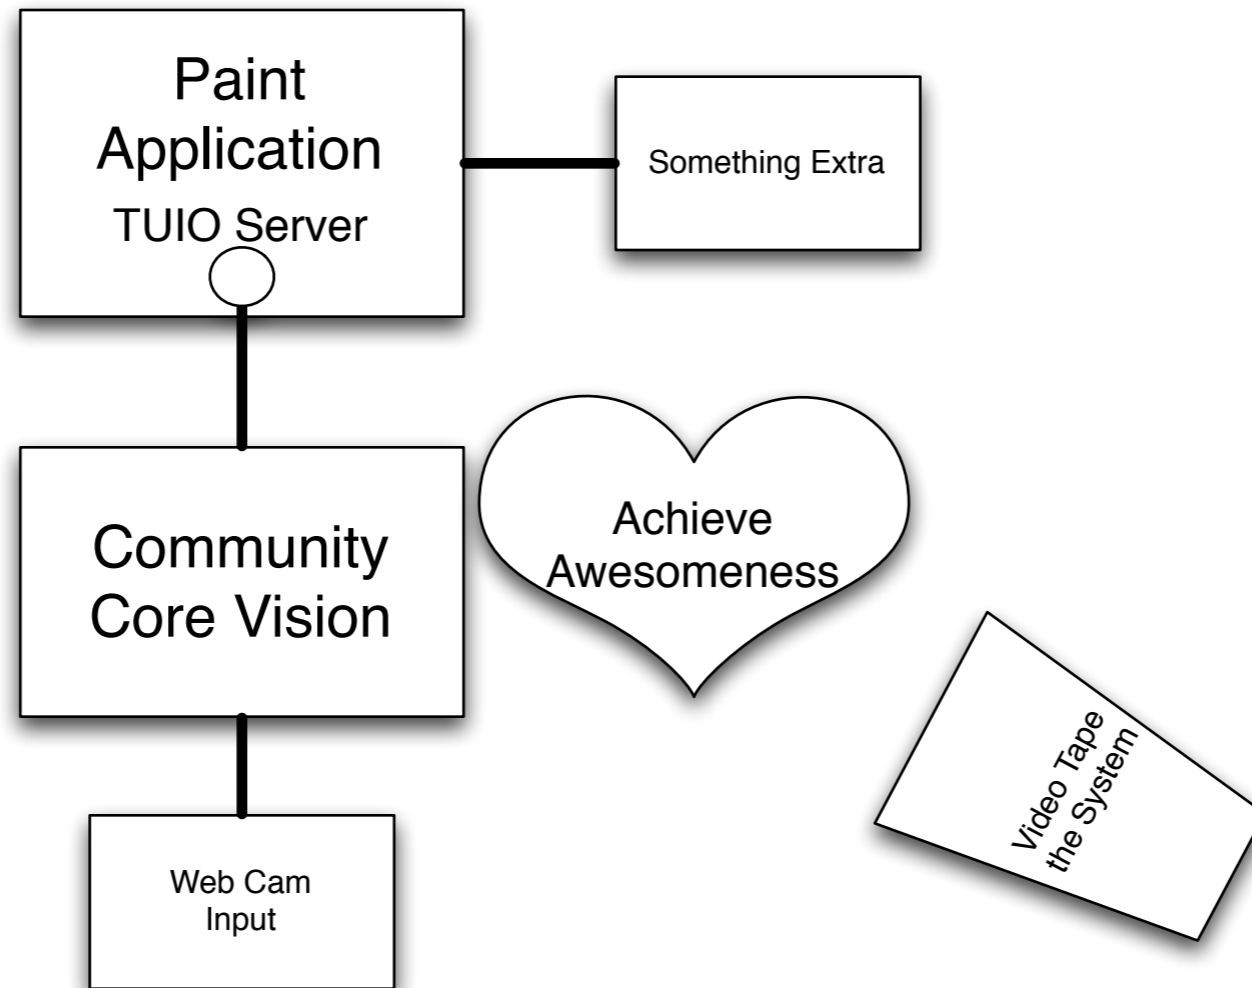 Paint
Application
TUIO Server
Something Extra
Community
Core Vision
Achieve
Awesomeness
Video Tape
the System
Web Cam
Input